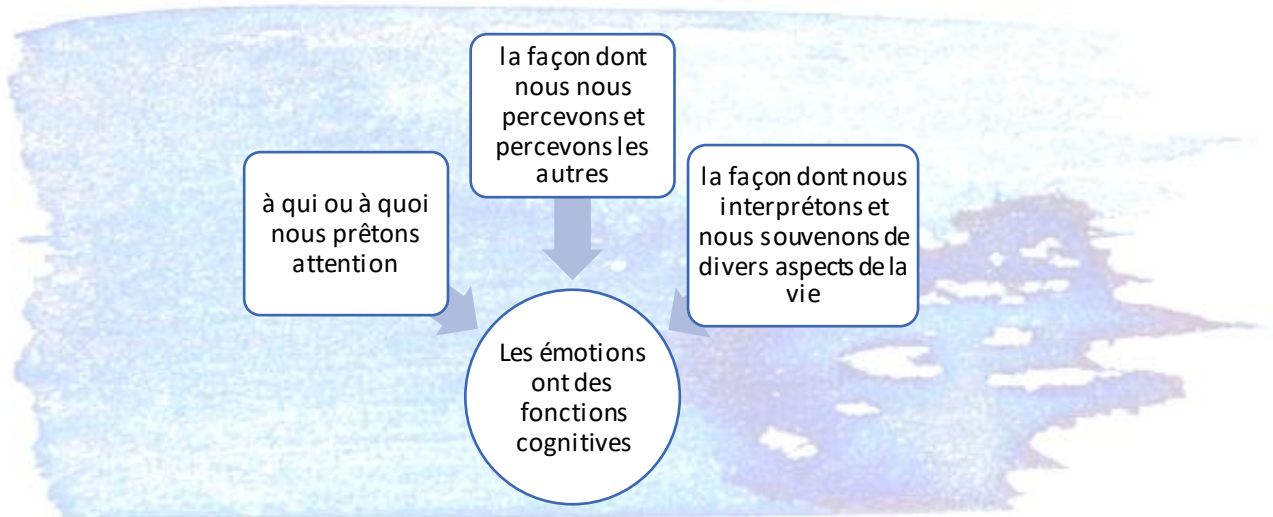 la façon dont
nous nous
percevons et
percevons les
autres
à qui ou à quoi
nous prêtons
attention
la façon dont nous
interprétons et
nous souvenons de
divers aspects de la
vie
Les émotions
ont des
fonctions
cognitives